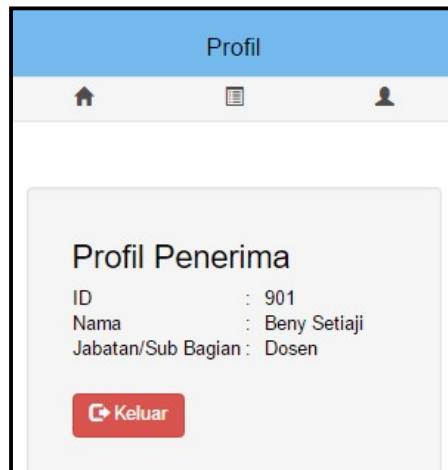 Profil
Profil Penerima
ID : 901
Nama : Beny Setiaji
Jabatan/Sub Bagian : Dosen
Keluar